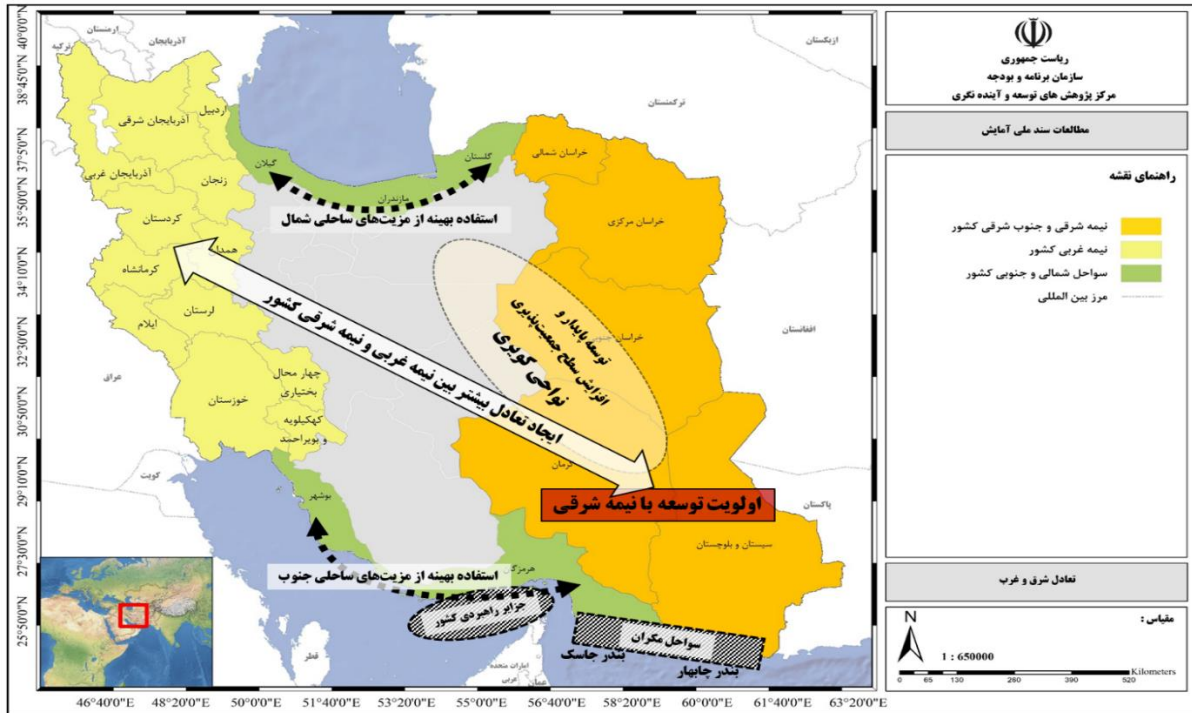 ریاست جمهوری
سازمان برنامه و بودجه
مرکز پژوهش های توسعه و آینده نگری
مطالعات سند ملی آمایش
راهنمای نقشه
نیمه شرقی و جنوب شرقی کشور
نیمه غربی کشور
سواحل شمالی و جنوبی کشور
مرز بین المللی
تعادل شرق و غرب
مقیاس :
N
1 : 650000
Kilometers
0 65 130 260 390 520
ارمنستان
آذربایجان
ترکیه
ازبکستان
ترکمنستان
افغانستان
پاکستان
عراق
کویت
قطر
امارات متحده
عربی
عمان
اردبیل
آذربایجان شرقی
آذربایجان غربی
زنجان
کردستان
همدا
کرمانشاه
لرستان
ایلام
خوزستان
چهار محال
بختیاری
کهکیلویه
و بویراحمد
گیلان
مازندران
گلستان
خراسان شمالی
خراسان مرکزی
خراسان جنوبی
کرمان
سیستان و بلوچستان
بوشهر
هرمزگان
استفاده بهینه از مزیت‌های ساحلی شمال
ایجاد تعادل بیشتر بین نیمه غربی و نیمه شرقی کشور
توسعه پایدار و
افزایش سطح جمعیت‌پذیری
نواحی کویری
اولویت توسعه با نیمه شرقی
استفاده بهینه از مزیت‌های ساحلی جنوب
جزایر راهبردی کشور
سواحل مکران
بندر جاسک
بندر چابهار
40°0'0"N
38°45'0"N
37°5'0"N
35°50'0"N
34°10'0"N
32°30'0"N
30°50'0"N
29°10'0"N
27°30'0"N
25°50'0"N
46°40'0"E 48°20'0"E 50°0'0"E 51°40'0"E 53°20'0"E 55°0'0"E 56°40'0"E 58°20'0"E 60°0'0"E 61°40'0"E 63°20'0"E